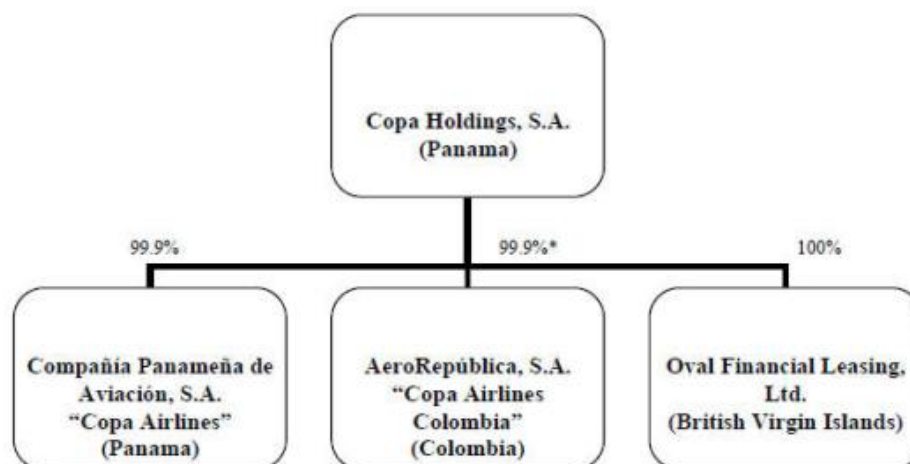 Copa Holdings, S.A.
(Panama)
99.9%
99.9%*
100%
Compañía Panameña de
Aviación, S.A.
“Copa Airlines”
(Panama)
AeroRepública, S.A.
“Copa Airlines
Colombia”
(Colombia)
Oval Financial Leasing,
Ltd.
(British Virgin Islands)